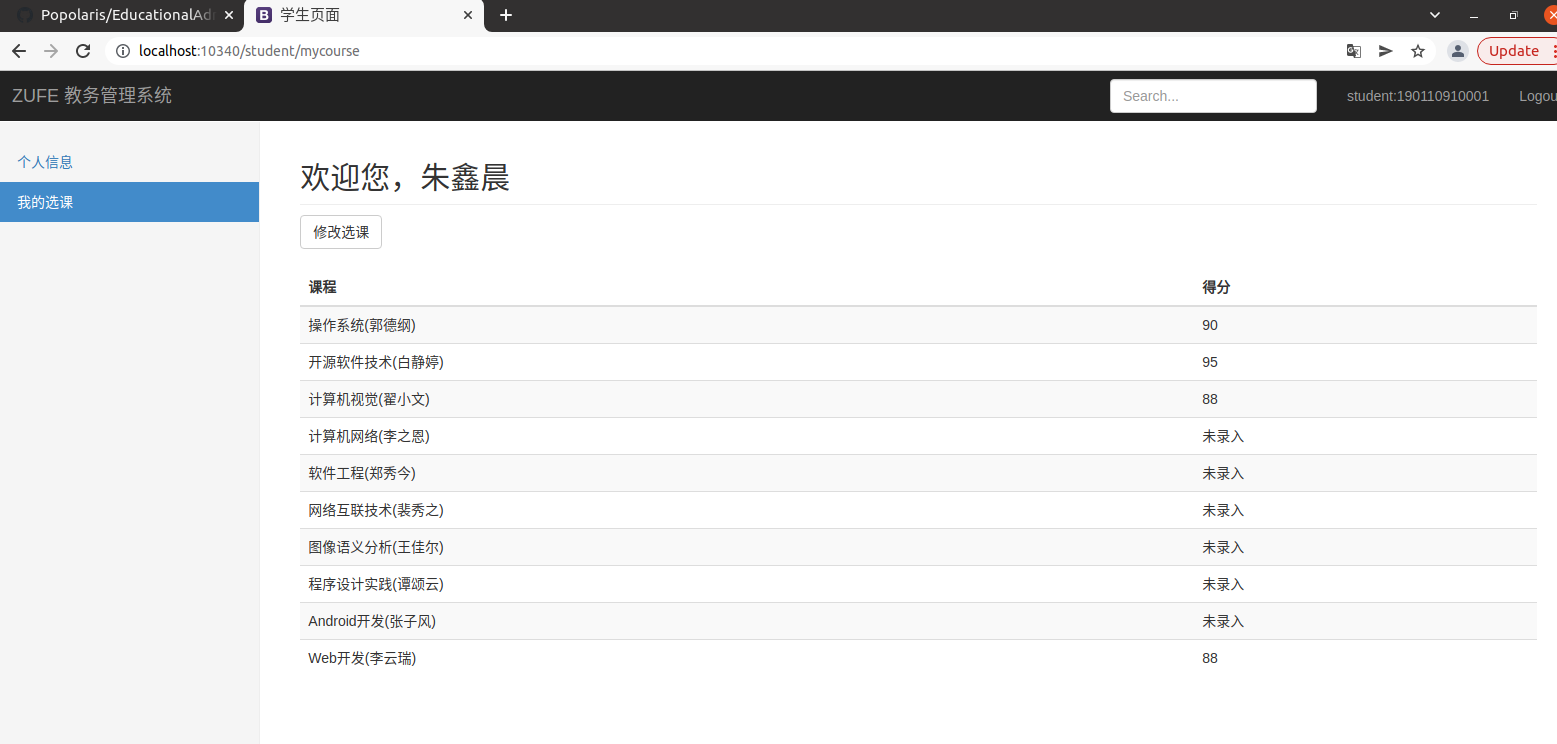 Popolaris/EducationalAd
学生页面
localhost:10340/student/mycourse
Update
ZUFE 教务管理系统
Search...
student:190110910001
Logou
个人信息
我的选课
欢迎您，朱鑫晨
修改选课
课程 得分
操作系统(郭德纲) 90
开源软件技术(白静婷) 95
计算机视觉(翟小文) 88
计算机网络(李之恩) 未录入
软件工程(郑秀今) 未录入
网络互联技术(裴秀之) 未录入
图像语义分析(王佳尔) 未录入
程序设计实践(谭颂云) 未录入
Android开发(张子风) 未录入
Web开发(李云瑞) 88